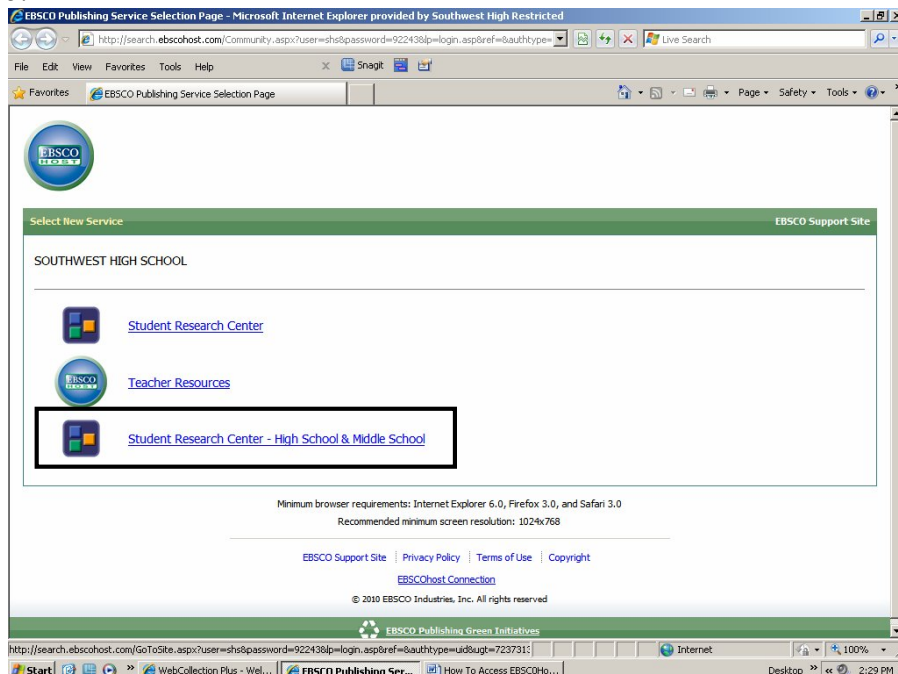 EBSCO Publishing Service Selection Page - Microsoft Internet Explorer provided by Southwest High Restricted
http://search.ebscohost.com/Community.aspx?user=shs&password=92243&lp=login.asp&ref=&authtype=
Live Search
File Edit View Favorites Tools Help
Snagit
Favorites
EBSCO Publishing Service Selection Page
Page Safety Tools
EBSCO
HOST
Select New Service
EBSCO Support Site
SOUTHWEST HIGH SCHOOL
Student Research Center
EBSCO
HOST
Teacher Resources
Student Research Center - High School & Middle School
Minimum browser requirements: Internet Explorer 6.0, Firefox 3.0, and Safari 3.0
Recommended minimum screen resolution: 1024x768
EBSCO Support Site Privacy Policy Terms of Use Copyright
EBSCOhost Connection
© 2010 EBSCO Industries, Inc. All rights reserved
EBSCO Publishing Green Initiatives
http://search.ebscohost.com/GoToSite.aspx?user=shs&password=92243&lp=login.asp&ref=&authtype=uid&ugt=7237313
Internet
100%
Start
WebCollection Plus - Wel...
EBSCO Publishing Ser...
How To Access EBSCOHo...
Desktop
2:29 PM